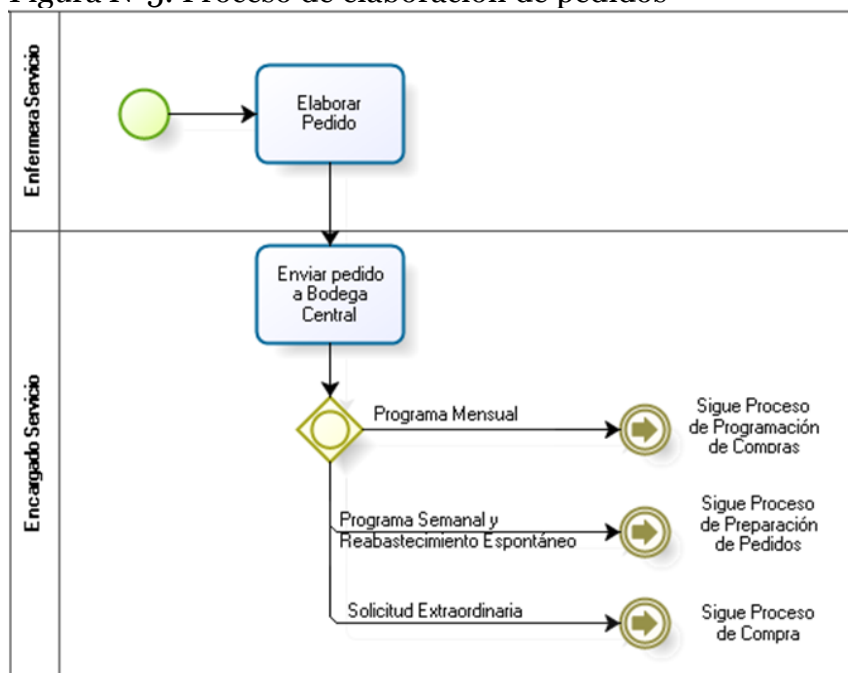 Figura N°3: Proceso de elaboración de pedidos
Enfermera Servicio
Elaborar
Pedido
Encargado Servicio
Enviar pedido
a Bodega
Central
Programa Mensual
Sigue Proceso
de Programación
de Compras
Programa Semanal y
Reabastecimiento Espontáneo
Sigue Proceso
de Preparación
de Pedidos
Solicitud Extraordinaria
Sigue Proceso
de Compra